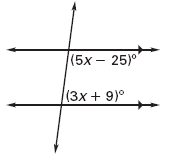 (5x − 25)°
(3x + 9)°